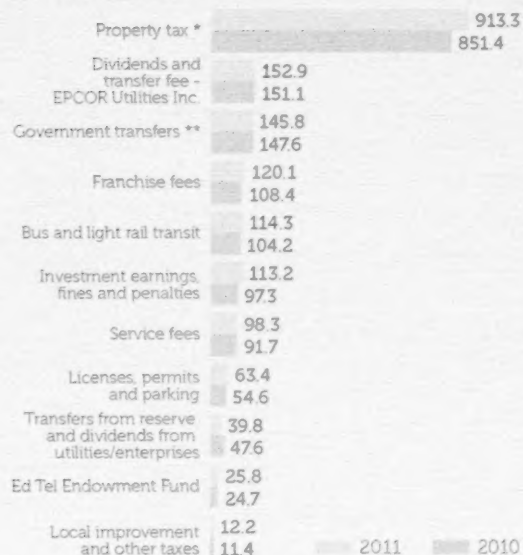 Property tax *
913.3
851.4
Dividends and
transfer fee -
EPCOR Utilities Inc.
152.9
151.1
Government transfers **
145.8
147.6
Franchise fees
120.1
108.4
Bus and light rail transit
114.3
104.2
Investment earnings,
fines and penalties
113.2
97.3
Service fees
98.3
91.7
Licenses, permits
and parking
63.4
54.6
Transfers from reserve
and dividends from
utilities/enterprises
39.8
47.6
Ed Tel Endowment Fund
25.8
24.7
Local improvement
and other taxes
12.2
11.4
2011 2010